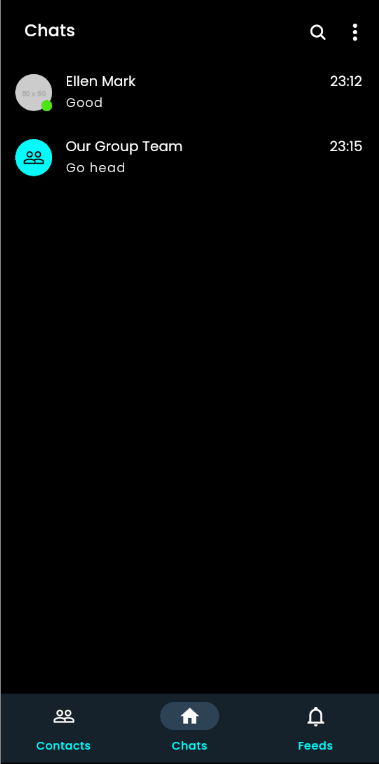 Chats
Ellen Mark 23:12
Good
Our Group Team 23:15
Go head
Contacts Chats Feeds